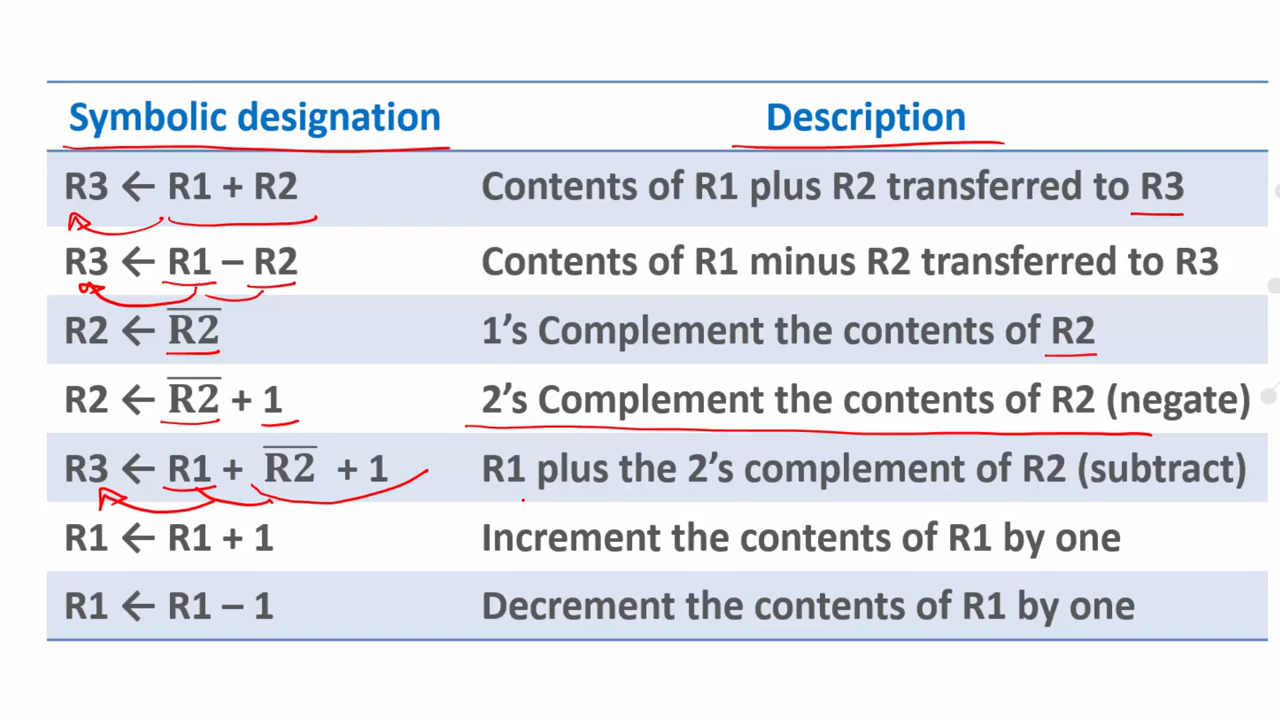 Symbolic designation Description
R3 ← R1 + R2 Contents of R1 plus R2 transferred to R3
R3 ← R1 – R2 Contents of R1 minus R2 transferred to R3
R2 ← R̅2̅ 1’s Complement the contents of R2
R2 ← R̅2̅ + 1 2’s Complement the contents of R2 (negate)
R3 ← R1 + R̅2̅ + 1 R1 plus the 2’s complement of R2 (subtract)
R1 ← R1 + 1 Increment the contents of R1 by one
R1 ← R1 – 1 Decrement the contents of R1 by one